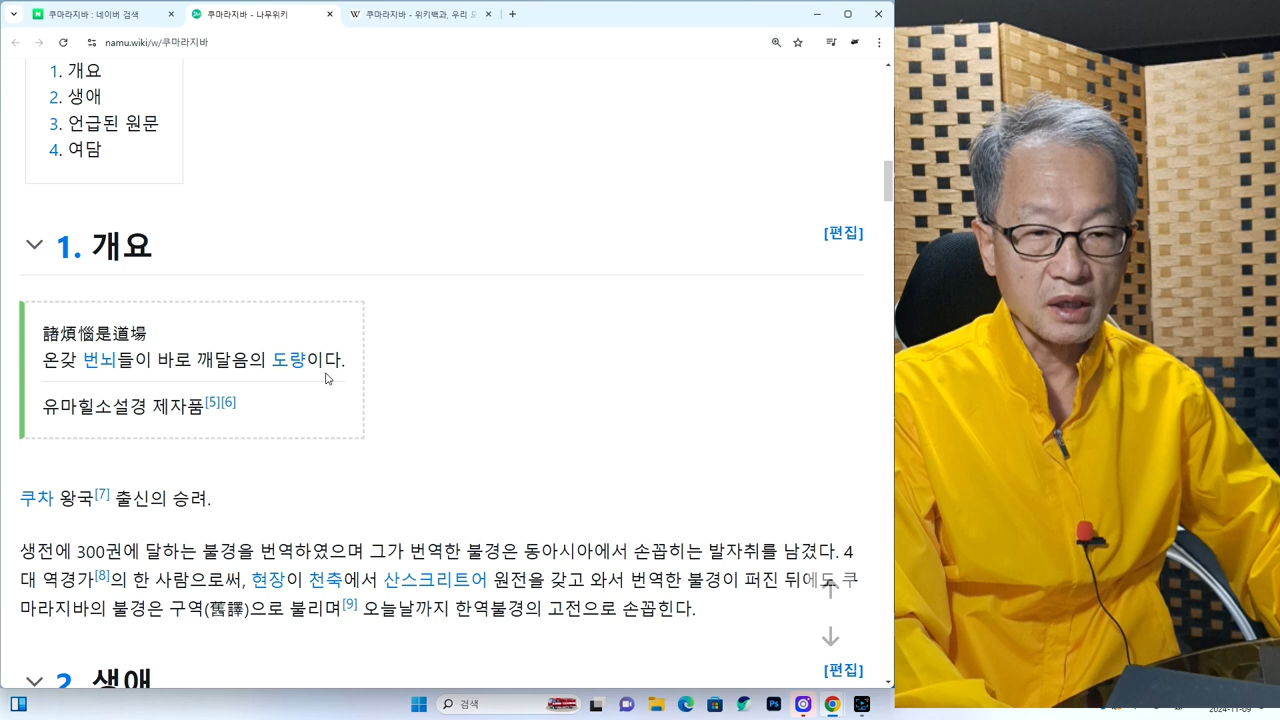 쿠마라지바 : 네이버 검색
쿠마라지바 - 나무위키
쿠마라지바 - 위키백과, 우리 모
namu.wiki/w/쿠마라지바
1. 개요
2. 생애
3. 언급된 원문
4. 여담
1. 개요
[편집]
諸煩惱是道場
온갖 번뇌들이 바로 깨달음의 도량이다.
유마힐소설경 제자품[5][6]
쿠차 왕국[7] 출신의 승려.
생전에 300권에 달하는 불경을 번역하였으며 그가 번역한 불경은 동아시아에서 손꼽히는 발자취를 남겼다. 4
대 역경가[8]의 한 사람으로써, 현장이 천축에서 산스크리트어 원전을 갖고 와서 번역한 불경이 퍼진 뒤에도 쿠
마라지바의 불경은 구역(舊譯)으로 불리며[9] 오늘날까지 한역불경의 고전으로 손꼽힌다.
2. 생애
[편집]
검색
Ps
2024-11-09